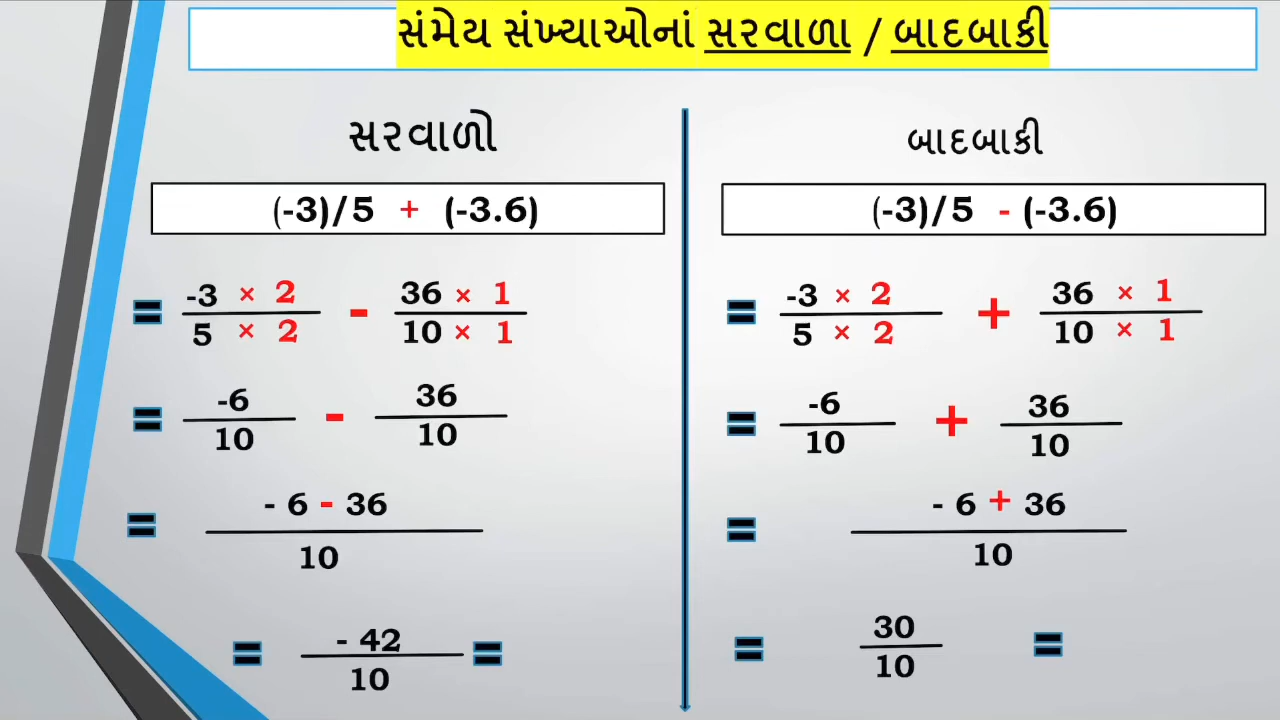 સંમેય સંખ્યાઓનાં સરવાળા / બાદબાકી
સરવાળો
(-3)/5 + (-3.6)
= -3 × 2 / 5 × 2 - 36 × 1 / 10 × 1
= -6 / 10 - 36 / 10
= - 6 - 36 / 10
= - 42 / 10 =
બાદબાકી
(-3)/5 - (-3.6)
= -3 × 2 / 5 × 2 + 36 × 1 / 10 × 1
= -6 / 10 + 36 / 10
= - 6 + 36 / 10
= 30 / 10 =